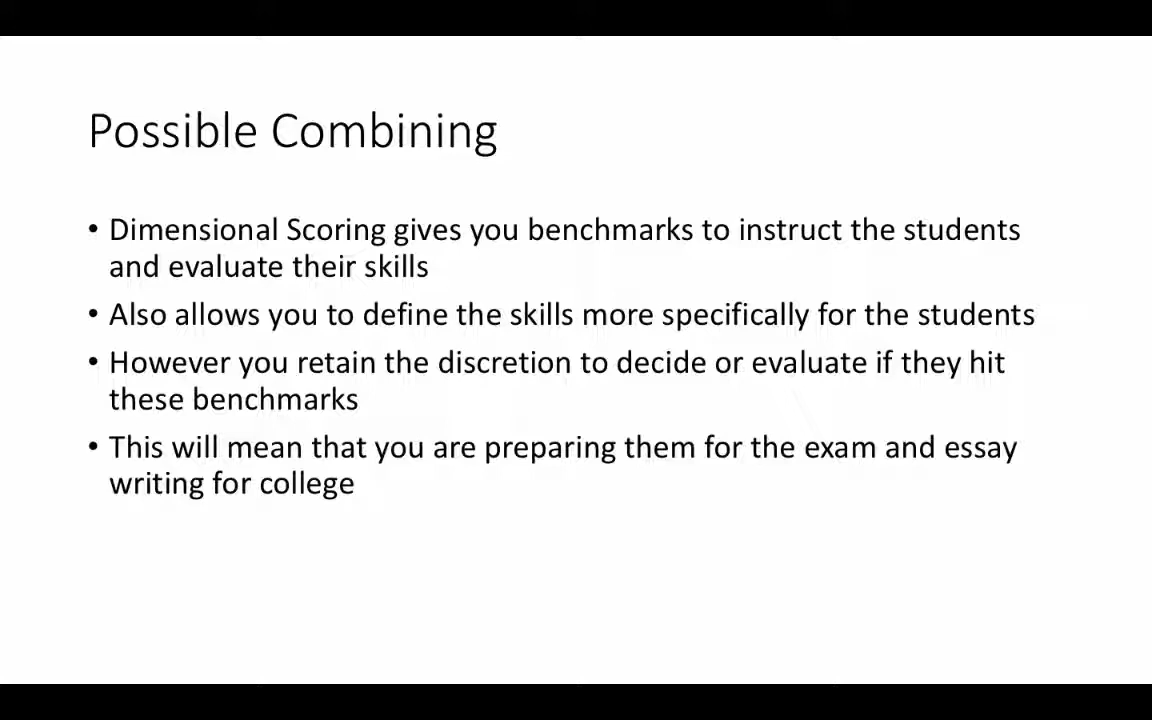 Possible Combining
• Dimensional Scoring gives you benchmarks to instruct the students
and evaluate their skills
• Also allows you to define the skills more specifically for the students
• However you retain the discretion to decide or evaluate if they hit
these benchmarks
• This will mean that you are preparing them for the exam and essay
writing for college